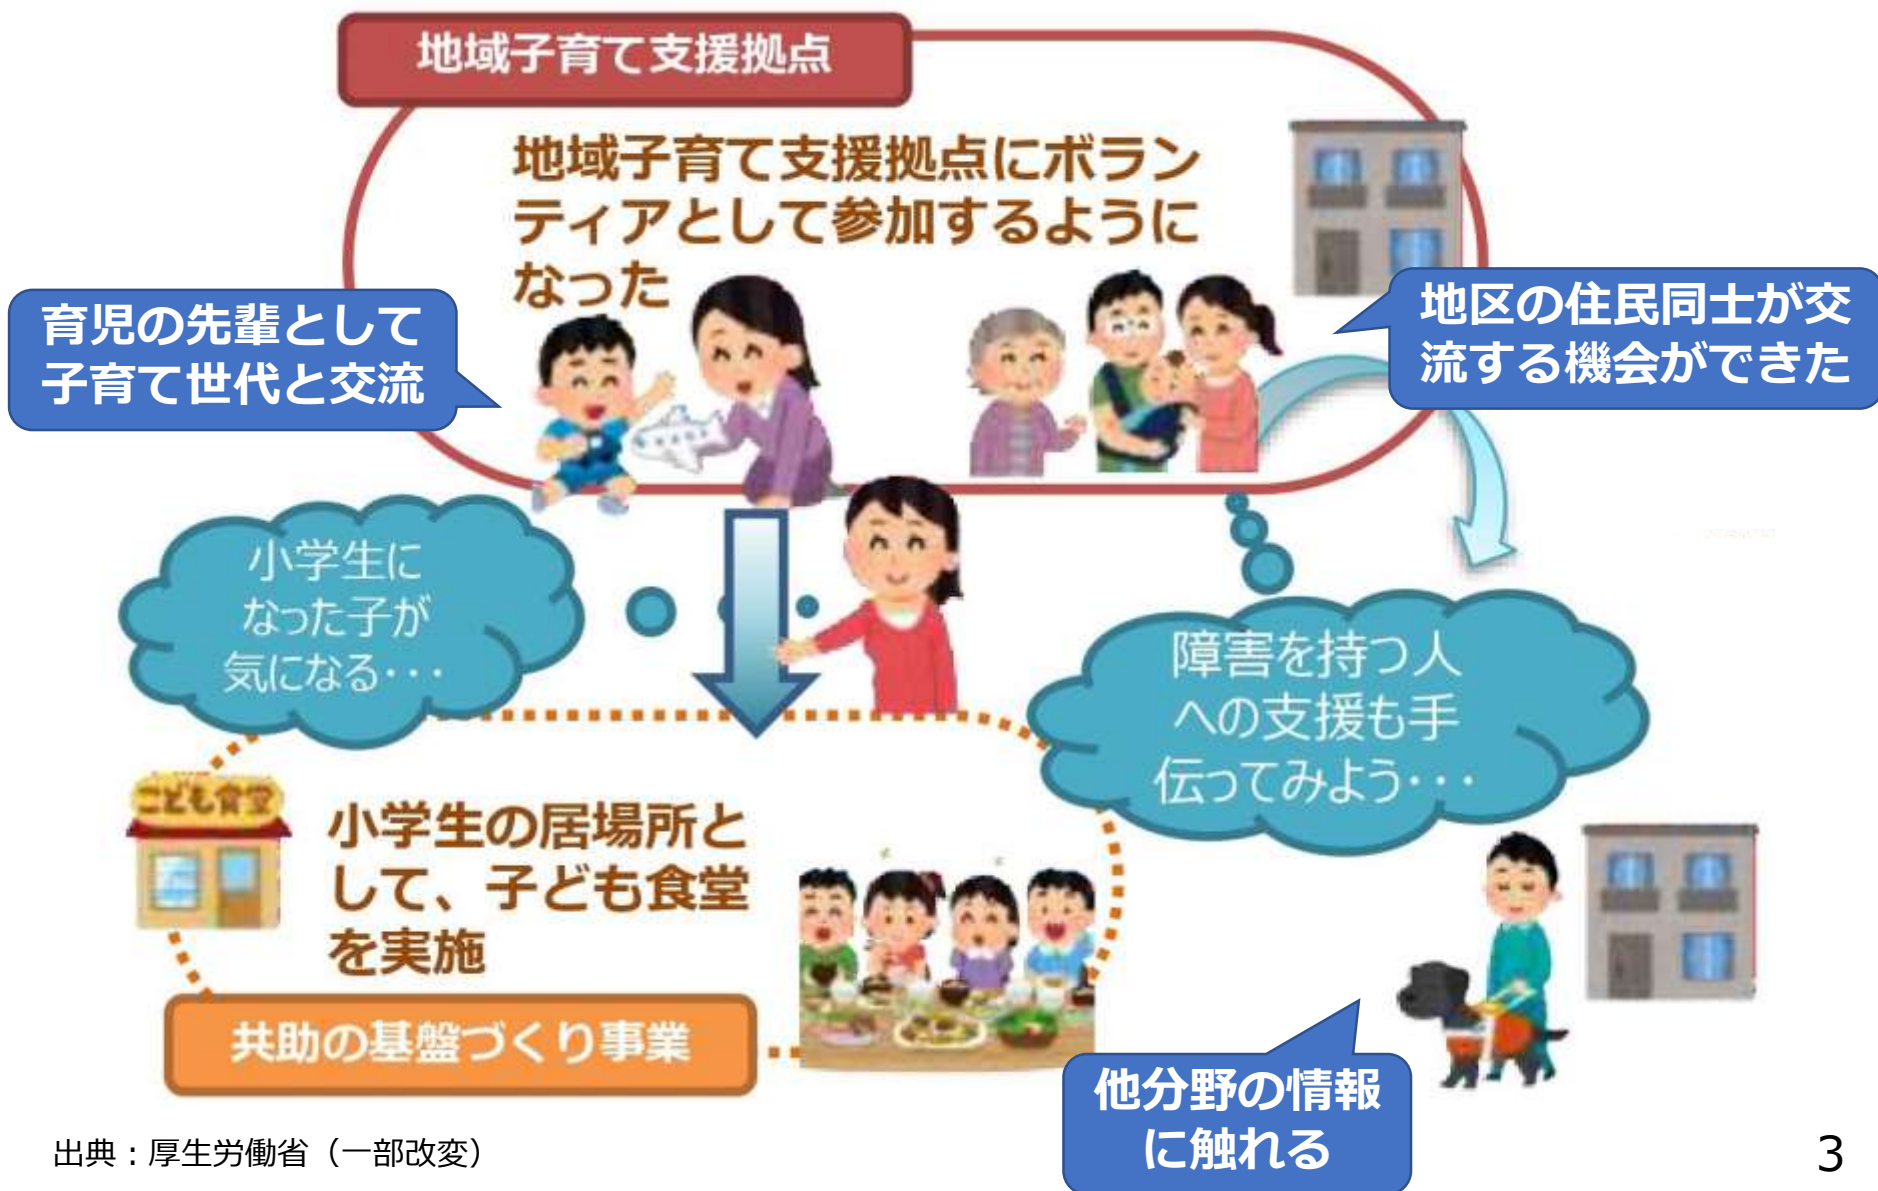 地域子育て支援拠点
地域子育て支援拠点にボラン
ティアとして参加するように
なった
育児の先輩として
子育て世代と交流
地区の住民同士が交
流する機会ができた
小学生に
なった子が
気になる・・・
障害を持つ人
への支援も手
伝ってみよう・・・
こども食堂
小学生の居場所と
して、子ども食堂
を実施
共助の基盤づくり事業
他分野の情報
に触れる
出典：厚生労働省（一部改変）
3